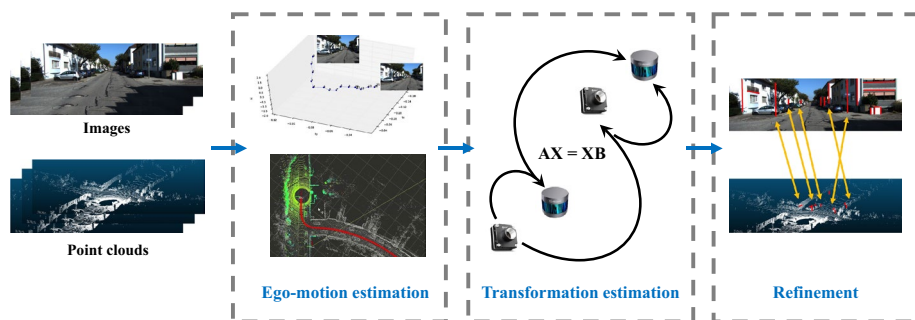 Images
Point clouds
Ego-motion estimation
AX = XB
Transformation estimation
Refinement